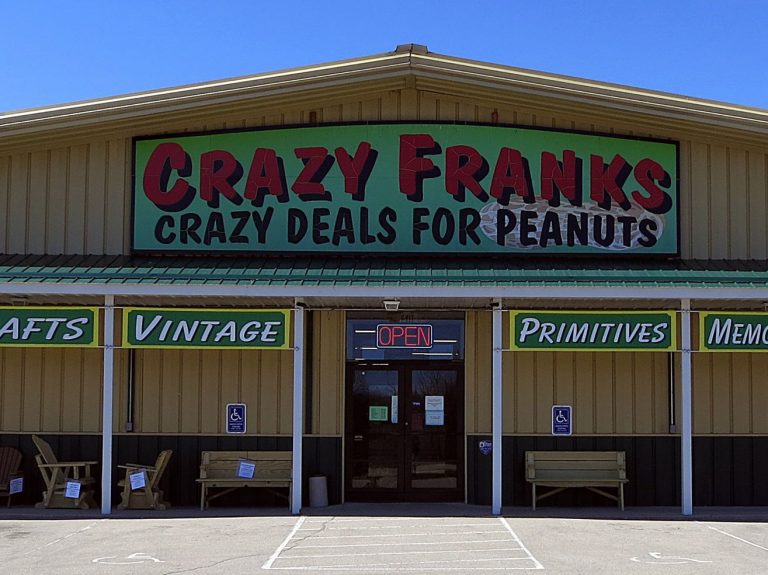 CRAZY FRANKS
CRAZY DEALS FOR PEANUTS
AFTS
VINTAGE
OPEN
PRIMITIVES
MEMO